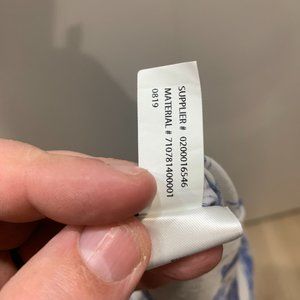 SUPPLIER # 0200016546
MATERIAL # 710781400001
0819